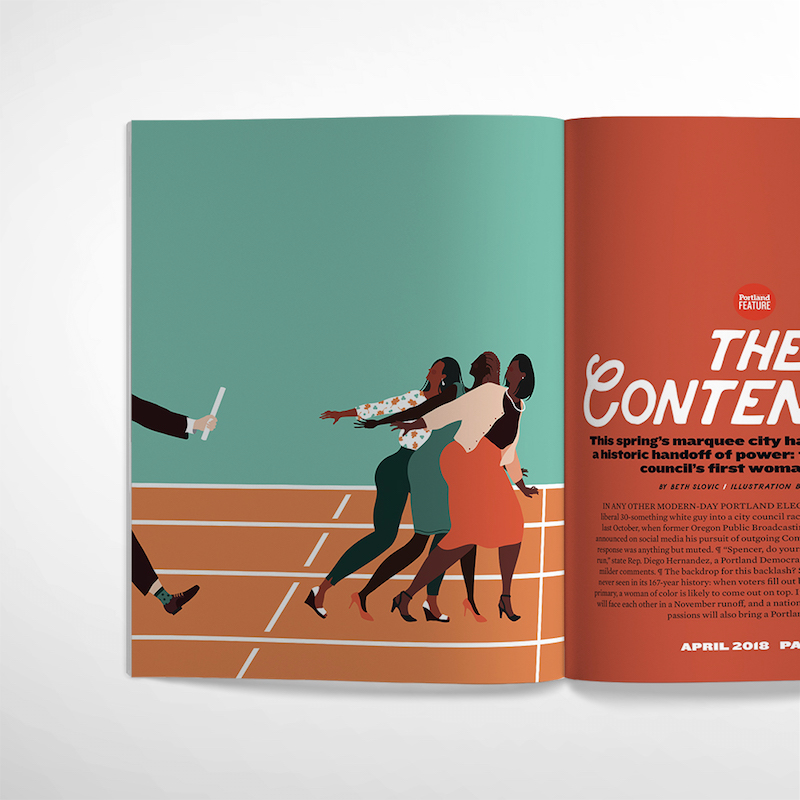 Portland
FEATURE
THE
CONTEN
This spring's marquee city ha
a historic handoff of power:
council's first woma
BY BETH SLOVIC / ILLUSTRATION B
IN ANY OTHER MODERN-DAY PORTLAND ELEC
liberal 30-something white guy into a city council rac
last October, when former Oregon Public Broadcasting
announced on social media his pursuit of outgoing Com
response was anything but muted. ¶ "Spencer, do your
run," state Rep. Diego Hernandez, a Portland Democra
milder comments. ¶ The backdrop for this backlash? S
never seen in its 167-year history: when voters fill out
primary, a woman of color is likely to come out on top. I
will face each other in a November runoff, and a nation
passions will also bring a Portlan
APRIL 2018 PA